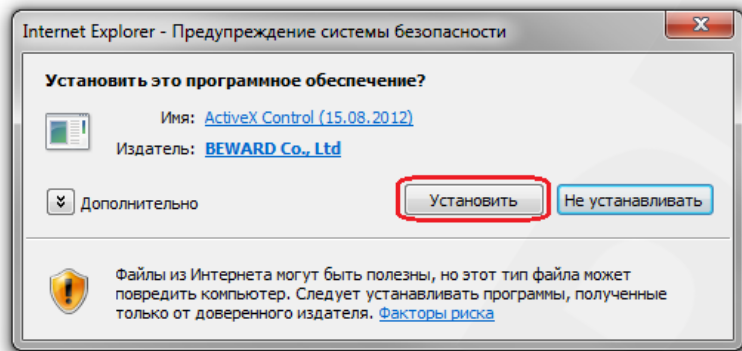 Internet Explorer - Предупреждение системы безопасности
Установить это программное обеспечение?
Имя: ActiveX Control (15.08.2012)
Издатель: BEWARD Co., Ltd
Дополнительно
Установить
Не устанавливать
Файлы из Интернета могут быть полезны, но этот тип файла может
повредить компьютер. Следует устанавливать программы, полученные
только от доверенного издателя. Факторы риска